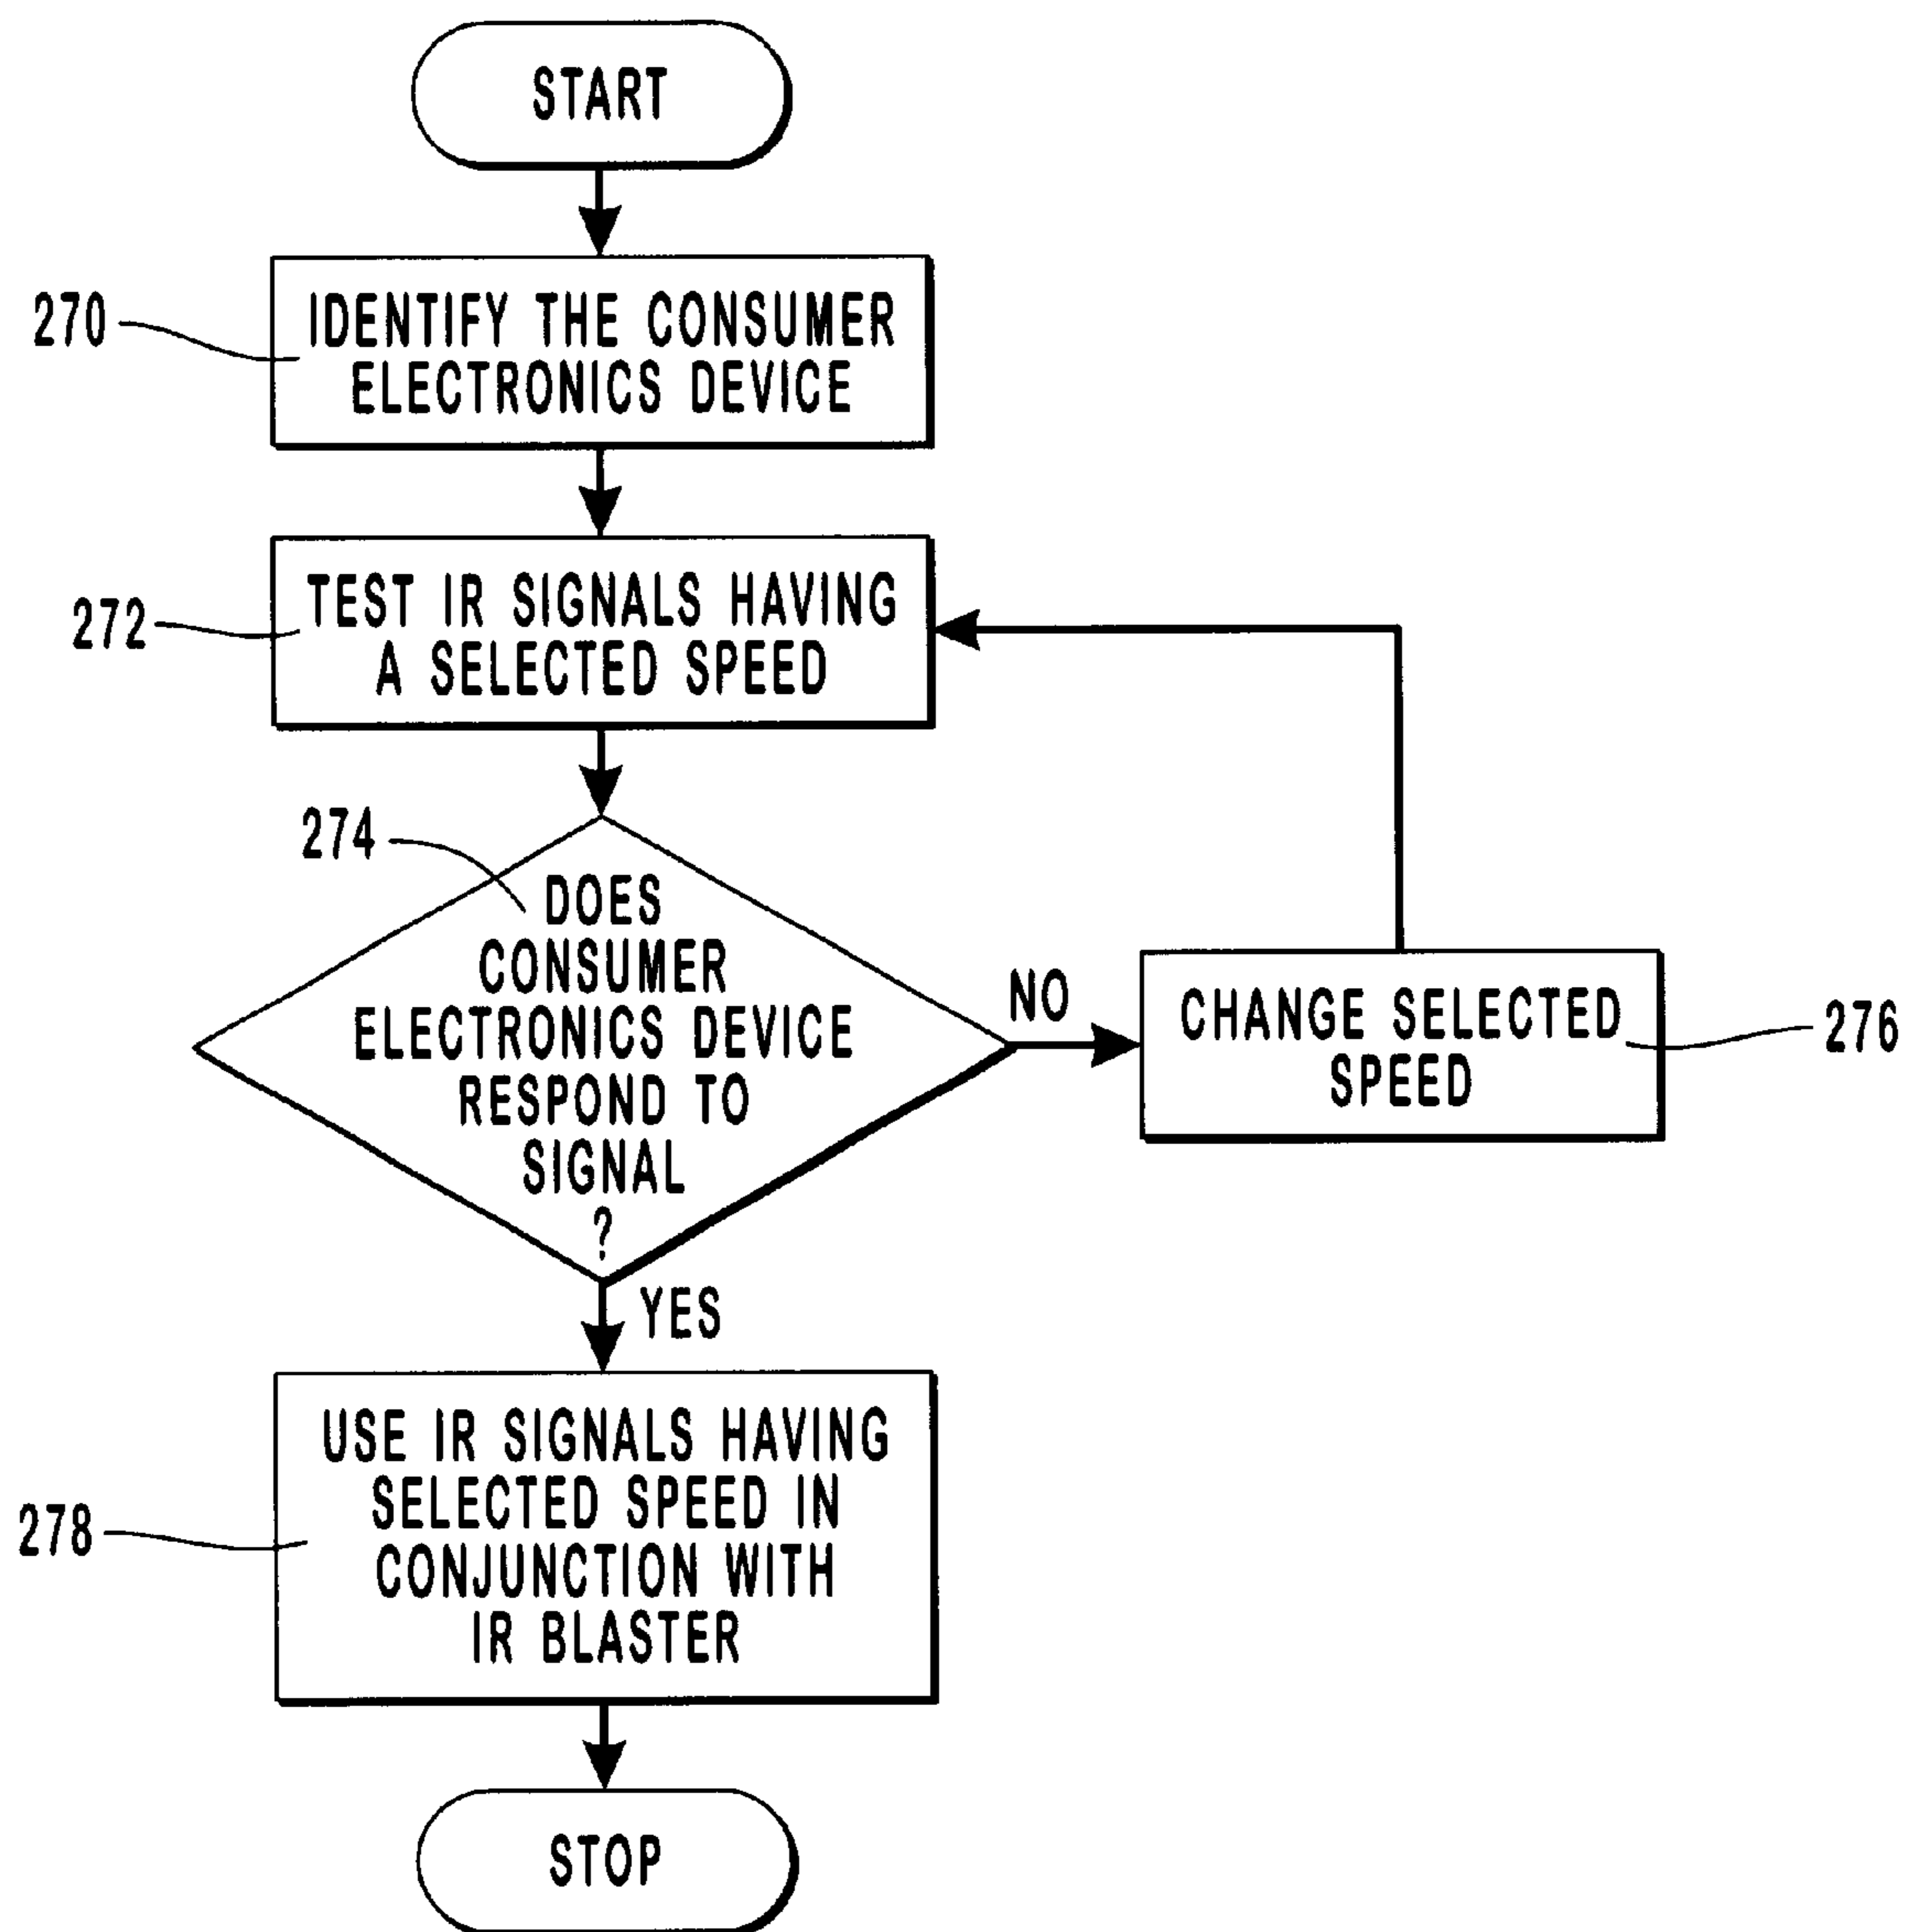 START
270
IDENTIFY THE CONSUMER
ELECTRONICS DEVICE
272
TEST IR SIGNALS HAVING
A SELECTED SPEED
274
DOES
CONSUMER
ELECTRONICS DEVICE
RESPOND TO
SIGNAL
?
NO
CHANGE SELECTED
SPEED
276
YES
278
USE IR SIGNALS HAVING
SELECTED SPEED IN
CONJUNCTION WITH
IR BLASTER
STOP